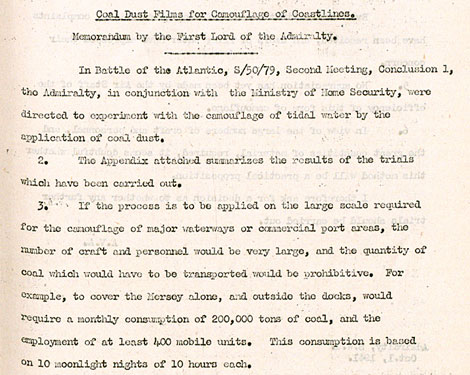 Coal Dust Films for Camouflage of Coastlines.
Memorandum by the First Lord of the Admiralty.
In Battle of the Atlantic, S/50/79, Second Meeting, Conclusion 1,
the Admiralty, in conjunction with the Ministry of Home Security, were
directed to experiment with the camouflage of tidal water by the
application of coal dust.
2. The Appendix attached summarizes the results of the trials
which have been carried out.
3. If the process is to be applied on the large scale required
for the camouflage of major waterways or commercial port areas, the
number of craft and personnel would be very large, and the quantity of
coal which would have to be transported would be prohibitive. For
example, to cover the Mersey alone, and outside the docks, would
require a monthly consumption of 200,000 tons of coal, and the
employment of at least 400 mobile units. This consumption is based
on 10 moonlight nights of 10 hours each.